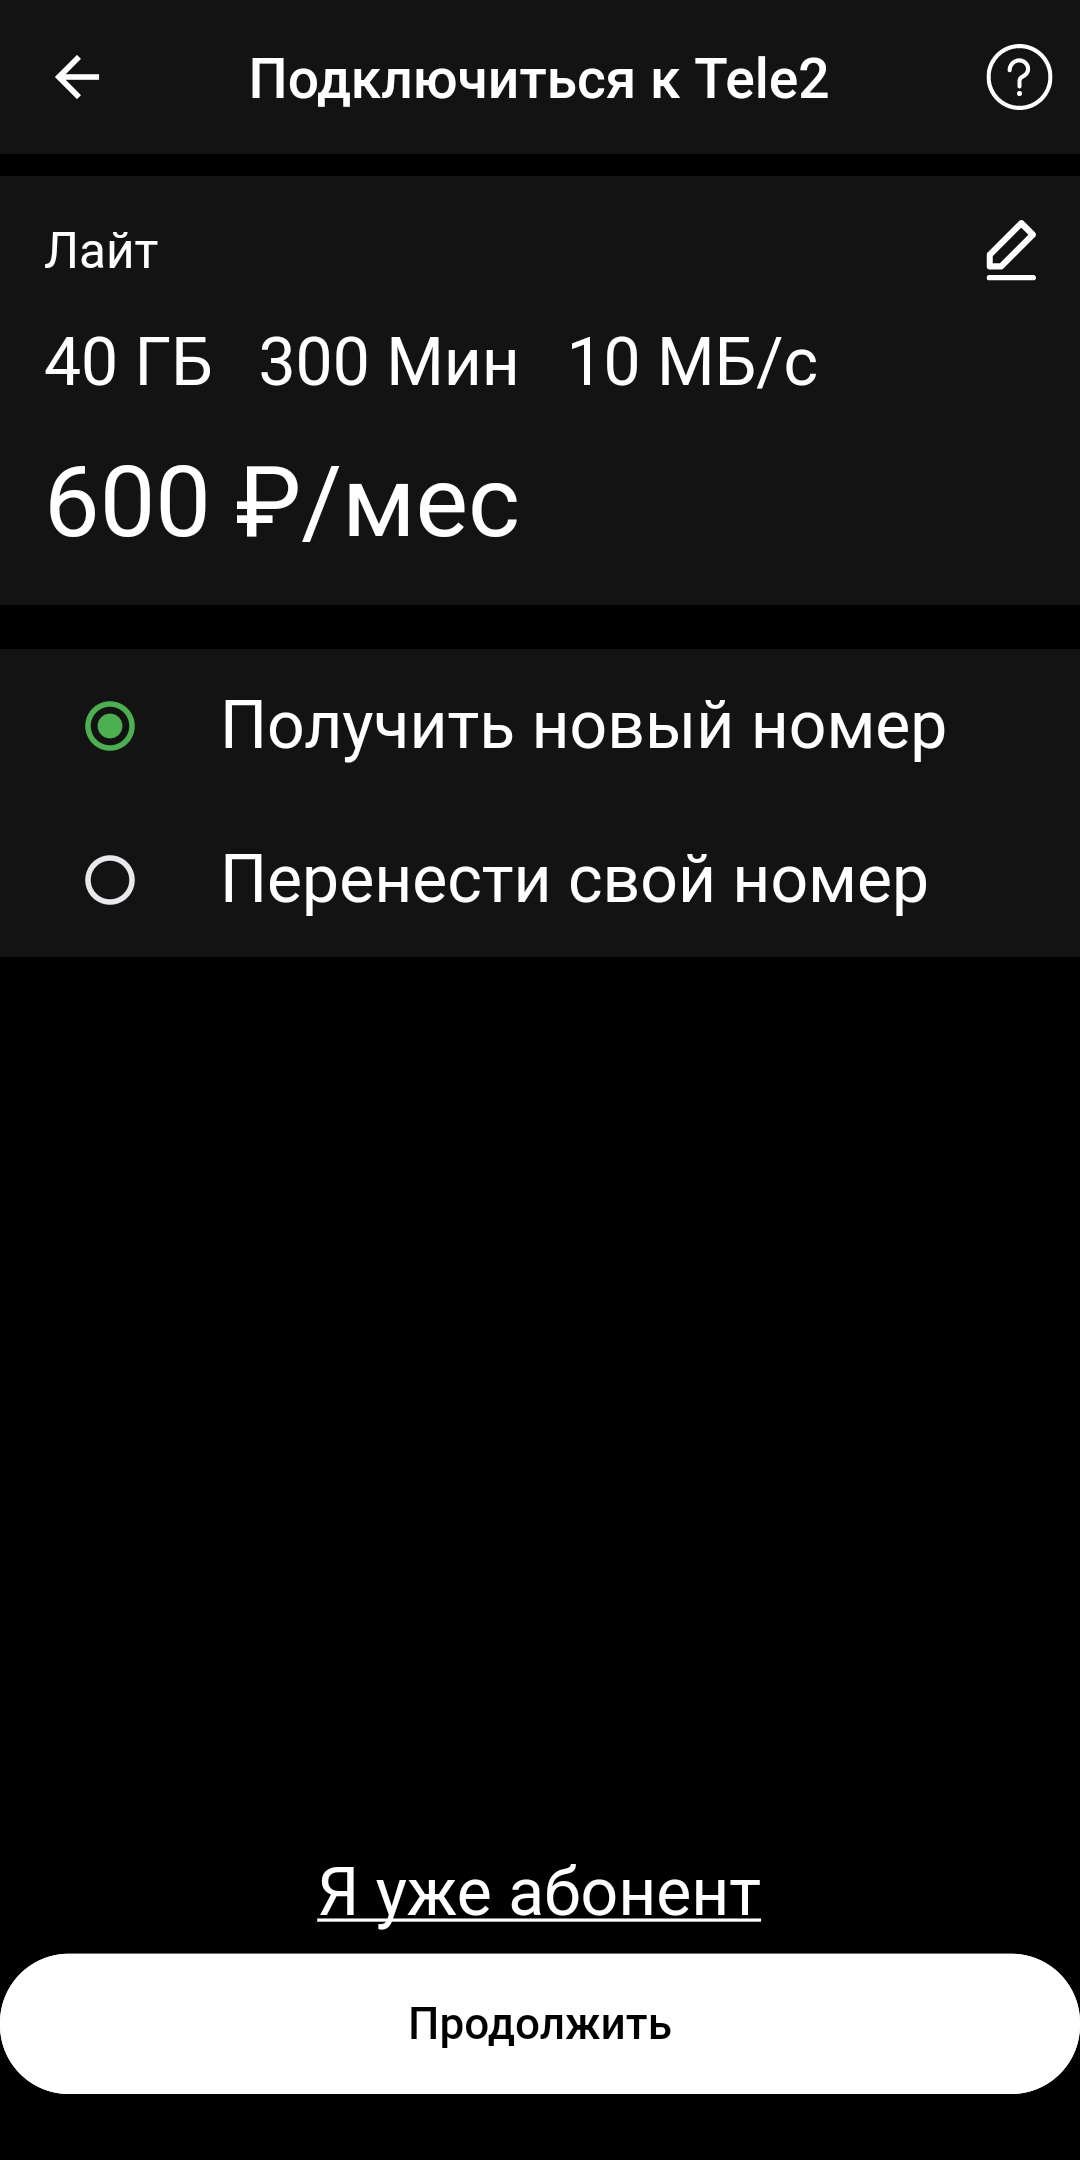 Подключиться к Tele2
Лайт
40 ГБ 300 Мин 10 МБ/с
600 ₽/мес
Получить новый номер
Перенести свой номер
Я уже абонент
Продолжить